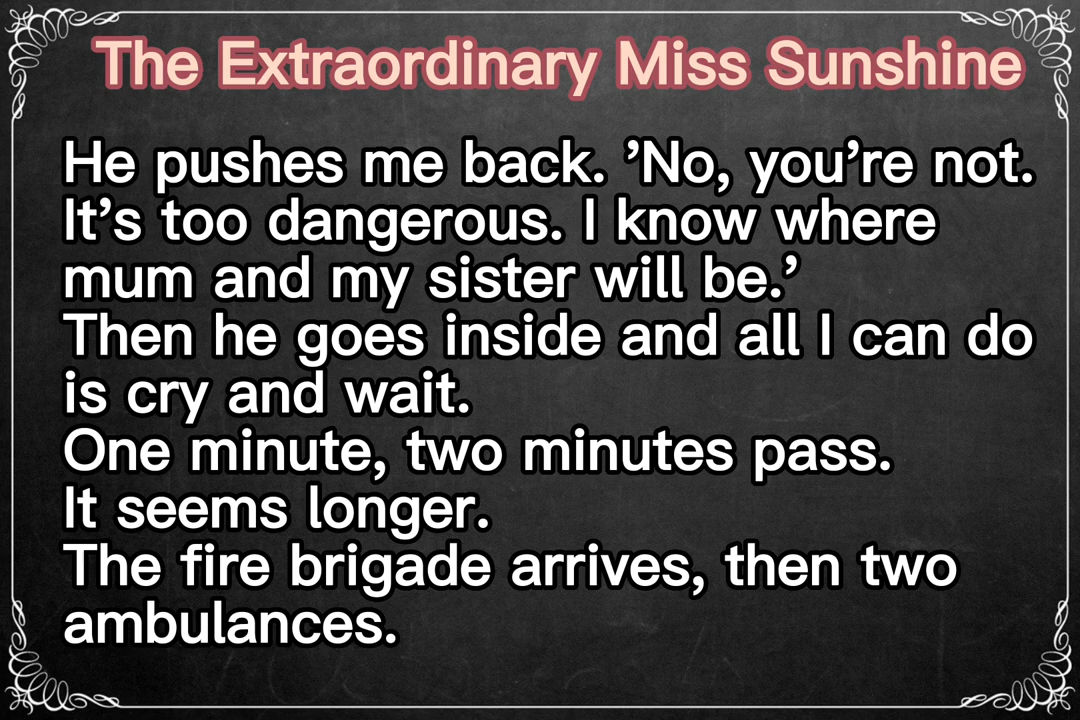 The Extraordinary Miss Sunshine
He pushes me back. ’No, you’re not.
It’s too dangerous. I know where
mum and my sister will be.’
Then he goes inside and all I can do
is cry and wait.
One minute, two minutes pass.
It seems longer.
The fire brigade arrives, then two
ambulances.